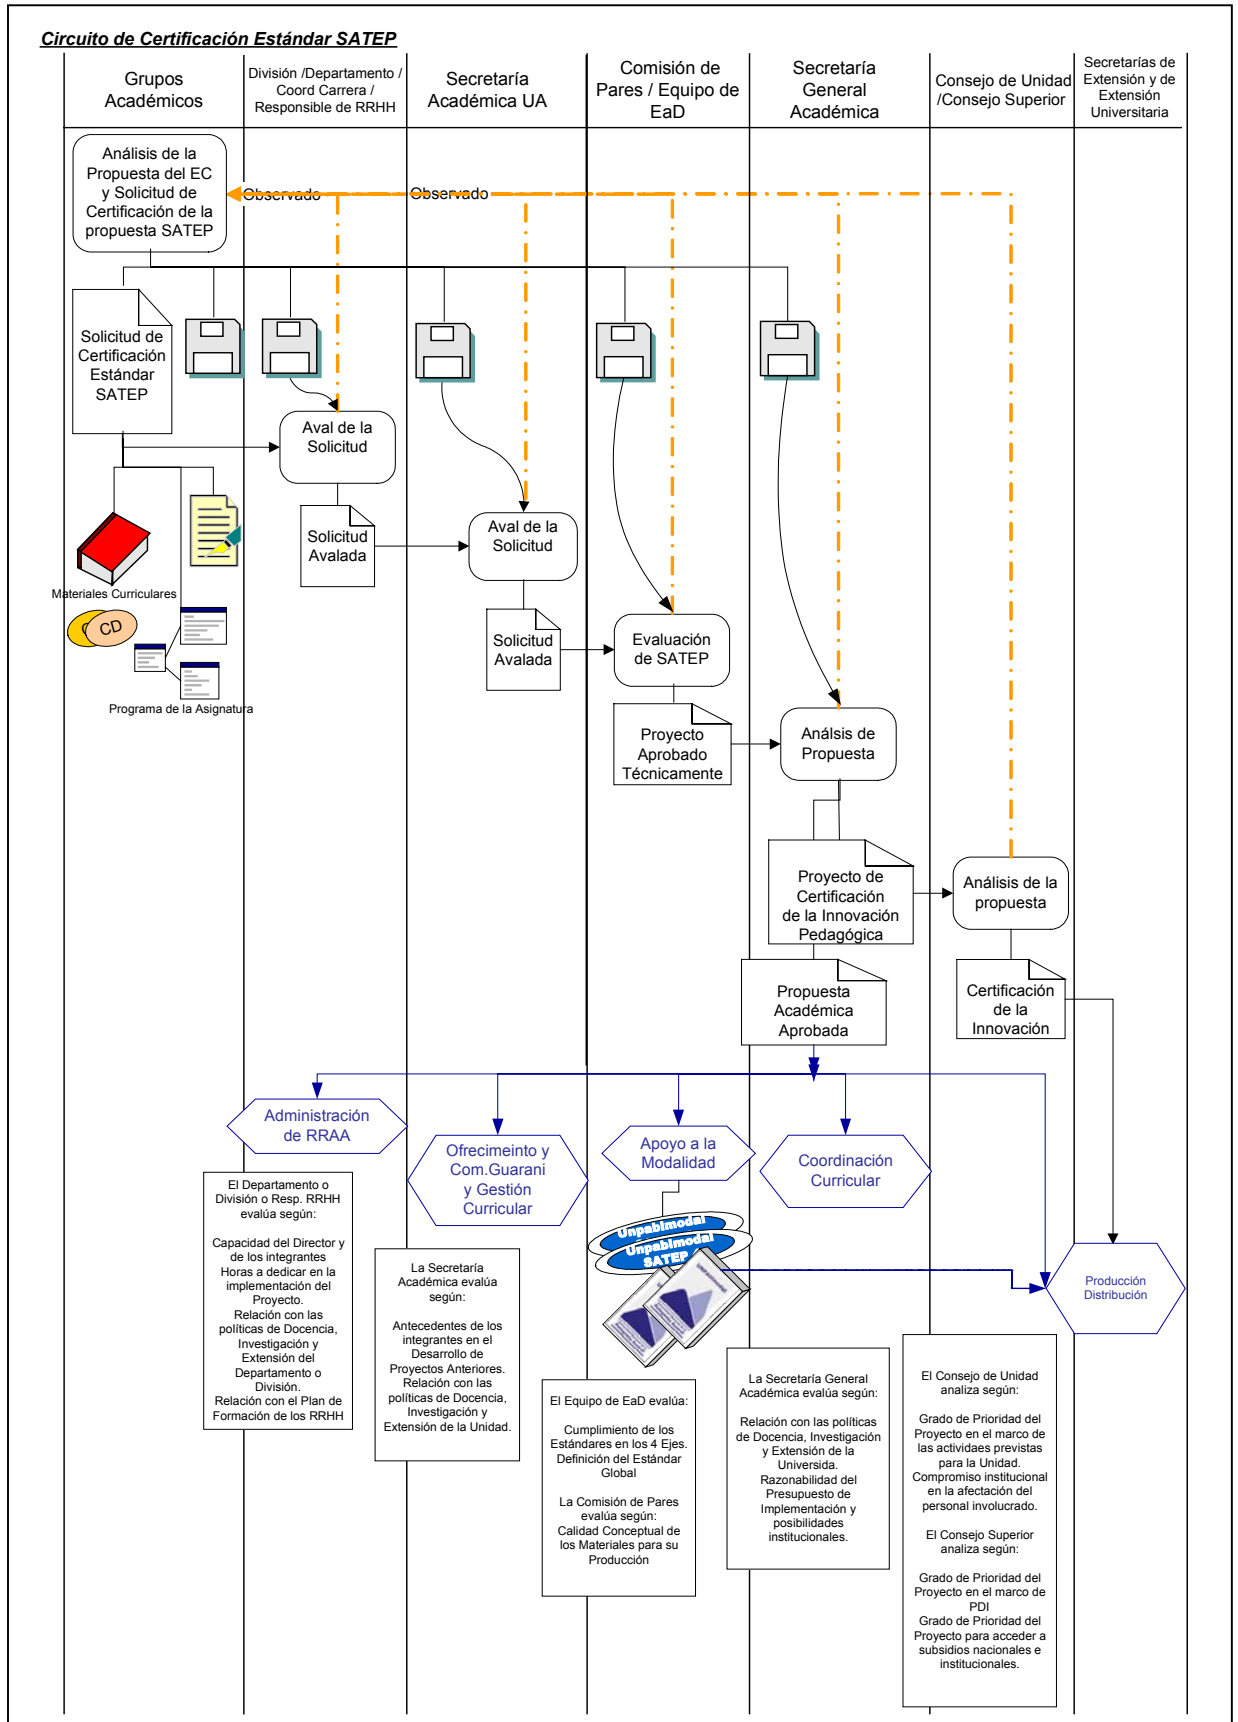 Circuito de Certificación Estándar SATEP
Grupos
Académicos
División /Departamento /
Coord Carrera /
Responsible de RRHH
Secretaría
Académica UA
Comisión de
Pares / Equipo de
EaD
Secretaría
General
Académica
Consejo de Unidad
/Consejo Superior
Secretarías de
Extensión y de
Extensión
Universitaria
Análisis de la
Propuesta del EC
y Solicitud de
Certificación de la
propuesta SATEP
Observado
Observado
Solicitud de
Certificación
Estándar
SATEP
Aval de la
Solicitud
Solicitud
Avalada
Aval de la
Solicitud
Materiales Curriculares
CD
Programa de la Asignatura
Solicitud
Avalada
Evaluación
de SATEP
Proyecto
Aprobado
Técnicamente
Análsis de
Propuesta
Proyecto de
Certificación
de la Innovación
Pedagógica
Análisis de la
propuesta
Propuesta
Académica
Aprobada
Certificación
de la
Innovación
Administración
de RRAA
Ofrecimeinto y
Com.Guarani
y Gestión
Curricular
Apoyo a la
Modalidad
Coordinación
Curricular
Producción
Distribución
Unpabimodal
Unpabimodal
SATEP
El Departamento o
División o Resp. RRHH
evalúa según:
Capacidad del Director y
de los integrantes
Horas a dedicar en la
implementación del
Proyecto.
Relación con las
políticas de Docencia,
Investigación y
Extensión del
Departamento o
División.
Relación con el Plan de
Formación de los RRHH
La Secretaría
Académica evalúa
según:
Antecedentes de los
integrantes en el
Desarrollo de
Proyectos Anteriores.
Relación con las
políticas de Docencia,
Investigación y
Extensión de la Unidad.
El Equipo de EaD evalúa:
Cumplimiento de los
Estándares en los 4 Ejes.
Definición del Estándar
Global
La Comisión de Pares
evalúa según:
Calidad Conceptual de
los Materiales para su
Producción
La Secretaría General
Académica evalúa según:
Relación con las políticas
de Docencia, Investigación
y Extensión de la
Universida.
Razonabilidad del
Presupuesto de
Implementación y
posibilidades
institucionales.
El Consejo de Unidad
analiza según:
Grado de Prioridad del
Proyecto en el marco de
las actividaes previstas
para la Unidad.
Compromiso institucional
en la afectación del
personal involucrado.
El Consejo Superior
analiza según:
Grado de Prioridad del
Proyecto en el marco de
PDI
Grado de Prioridad del
Proyecto para acceder a
subsidios nacionales e
institucionales.